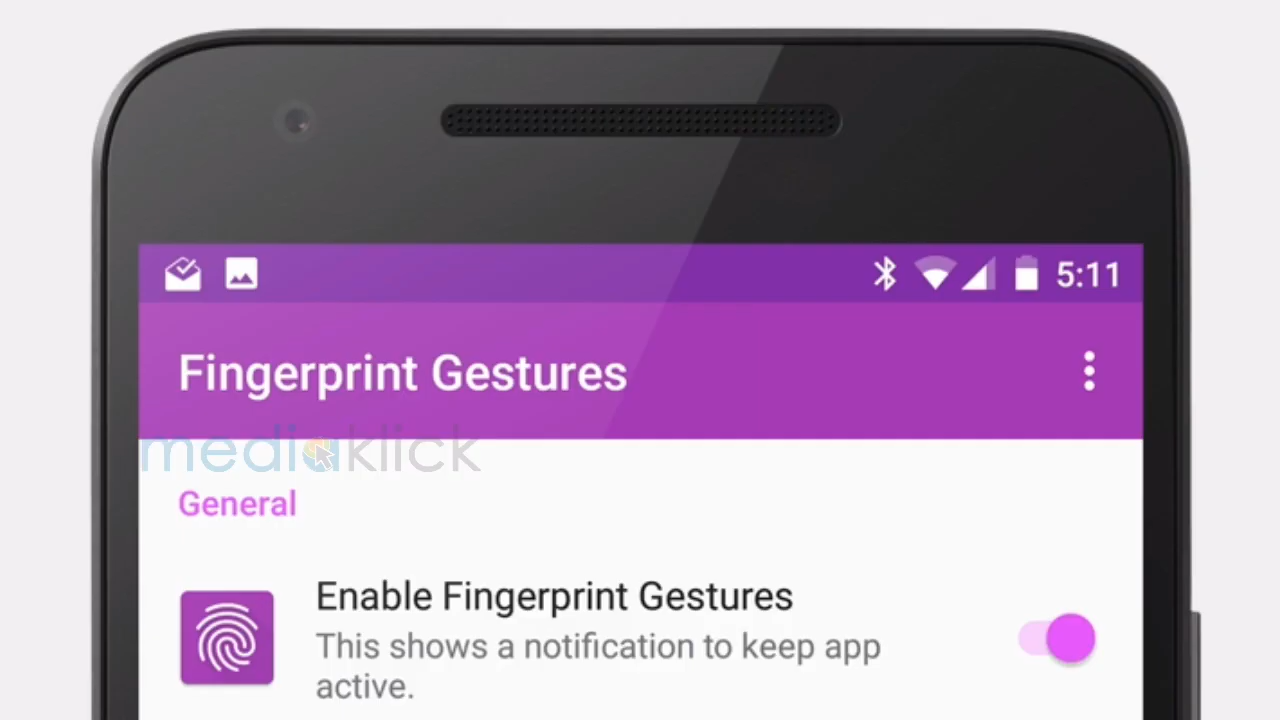 5:11
Fingerprint Gestures
mediaklick
General
Enable Fingerprint Gestures
This shows a notification to keep app
active.